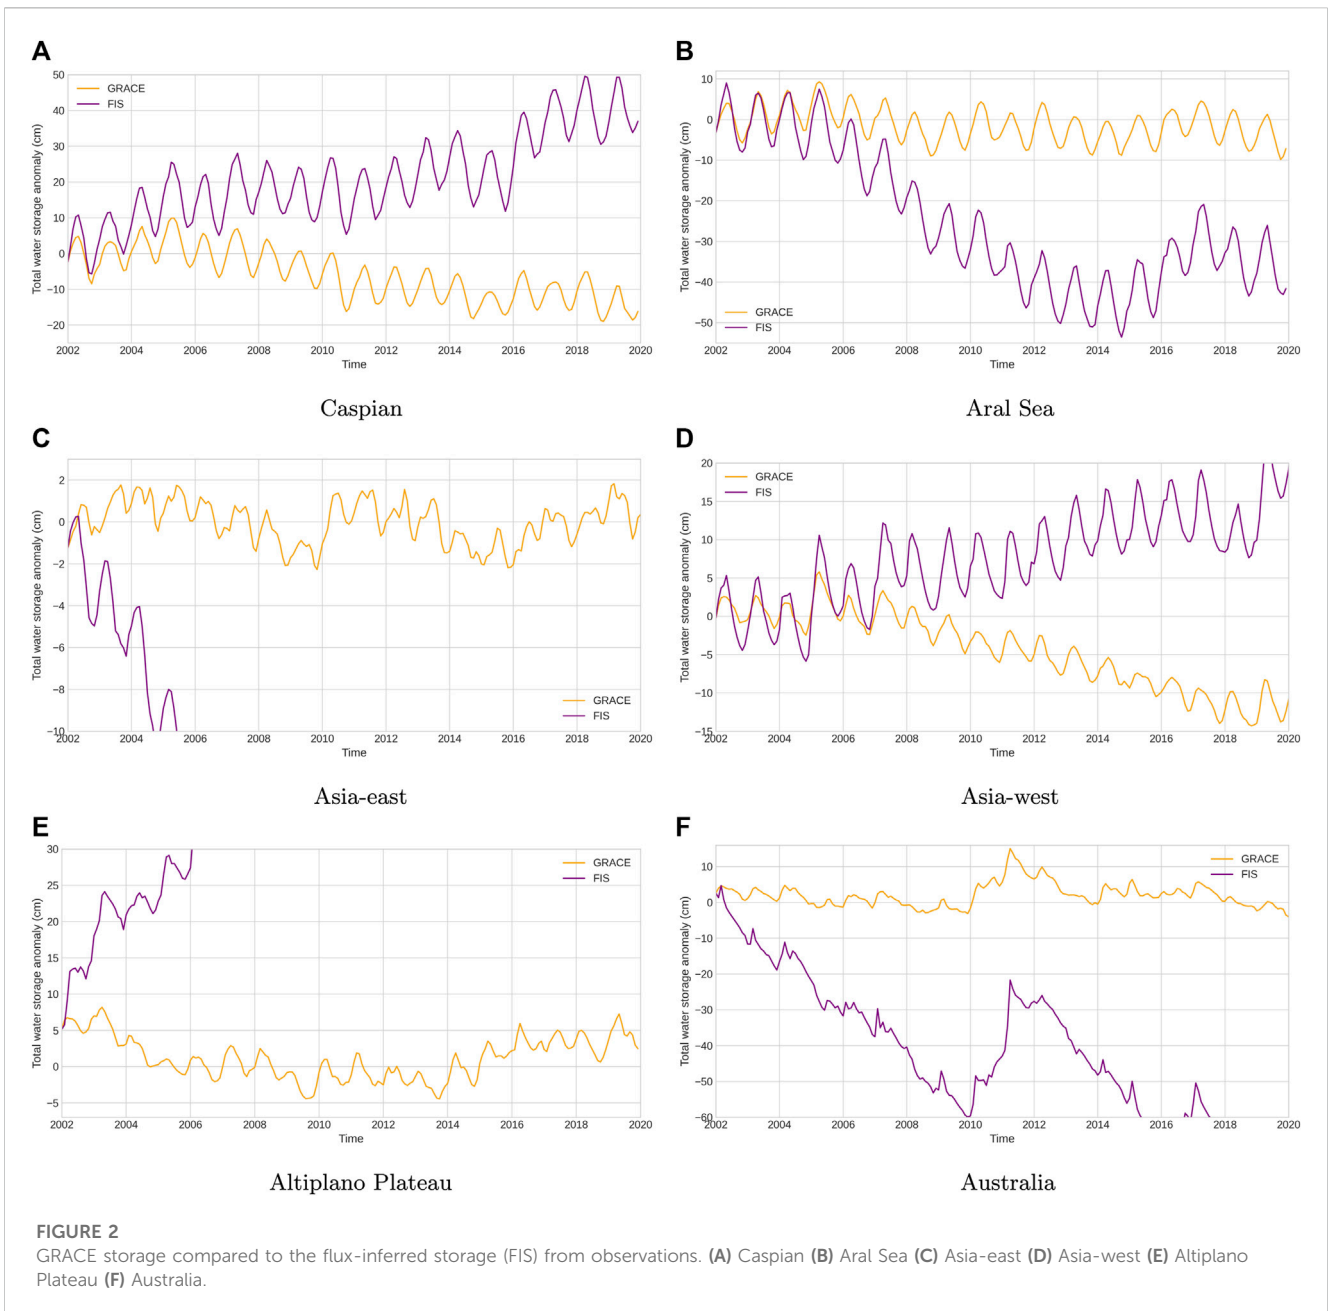 A
GRACE
FIS
Total water storage anomaly (cm)
50
40
30
20
10
0
−10
−20
2002 2004 2006 2008 2010 2012 2014 2016 2018 2020
Time
Caspian
B
GRACE
FIS
Total water storage anomaly (cm)
10
0
−10
−20
−30
−40
−50
2002 2004 2006 2008 2010 2012 2014 2016 2018 2020
Time
Aral Sea
C
GRACE
FIS
Total water storage anomaly (cm)
2
0
−2
−4
−6
−8
−10
2002 2004 2006 2008 2010 2012 2014 2016 2018 2020
Time
Asia-east
D
GRACE
FIS
Total water storage anomaly (cm)
20
15
10
5
0
−5
−10
−15
2002 2004 2006 2008 2010 2012 2014 2016 2018 2020
Time
Asia-west
E
GRACE
FIS
Total water storage anomaly (cm)
30
25
20
15
10
5
0
−5
2002 2004 2006 2008 2010 2012 2014 2016 2018 2020
Time
Altiplano Plateau
F
GRACE
FIS
Total water storage anomaly (cm)
10
0
−10
−20
−30
−40
−50
−60
2002 2004 2006 2008 2010 2012 2014 2016 2018 2020
Time
Australia
FIGURE 2
GRACE storage compared to the flux-inferred storage (FIS) from observations. (A) Caspian (B) Aral Sea (C) Asia-east (D) Asia-west (E) Altiplano
Plateau (F) Australia.